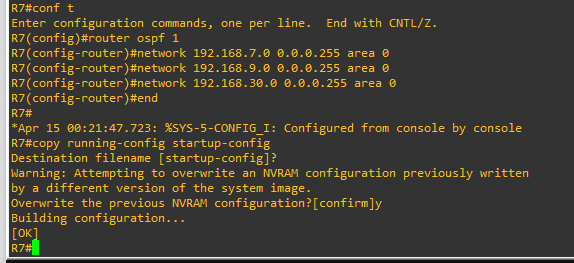 R7#conf t
Enter configuration commands, one per line.  End with CNTL/Z.
R7(config)#router ospf 1
R7(config-router)#network 192.168.7.0 0.0.0.255 area 0
R7(config-router)#network 192.168.9.0 0.0.0.255 area 0
R7(config-router)#network 192.168.30.0 0.0.0.255 area 0
R7(config-router)#end
R7#
*Apr 15 00:21:47.723: %SYS-5-CONFIG_I: Configured from console by console
R7#copy running-config startup-config
Destination filename [startup-config]?
Warning: Attempting to overwrite an NVRAM configuration previously written
by a different version of the system image.
Overwrite the previous NVRAM configuration?[confirm]y
Building configuration...
[OK]
R7#